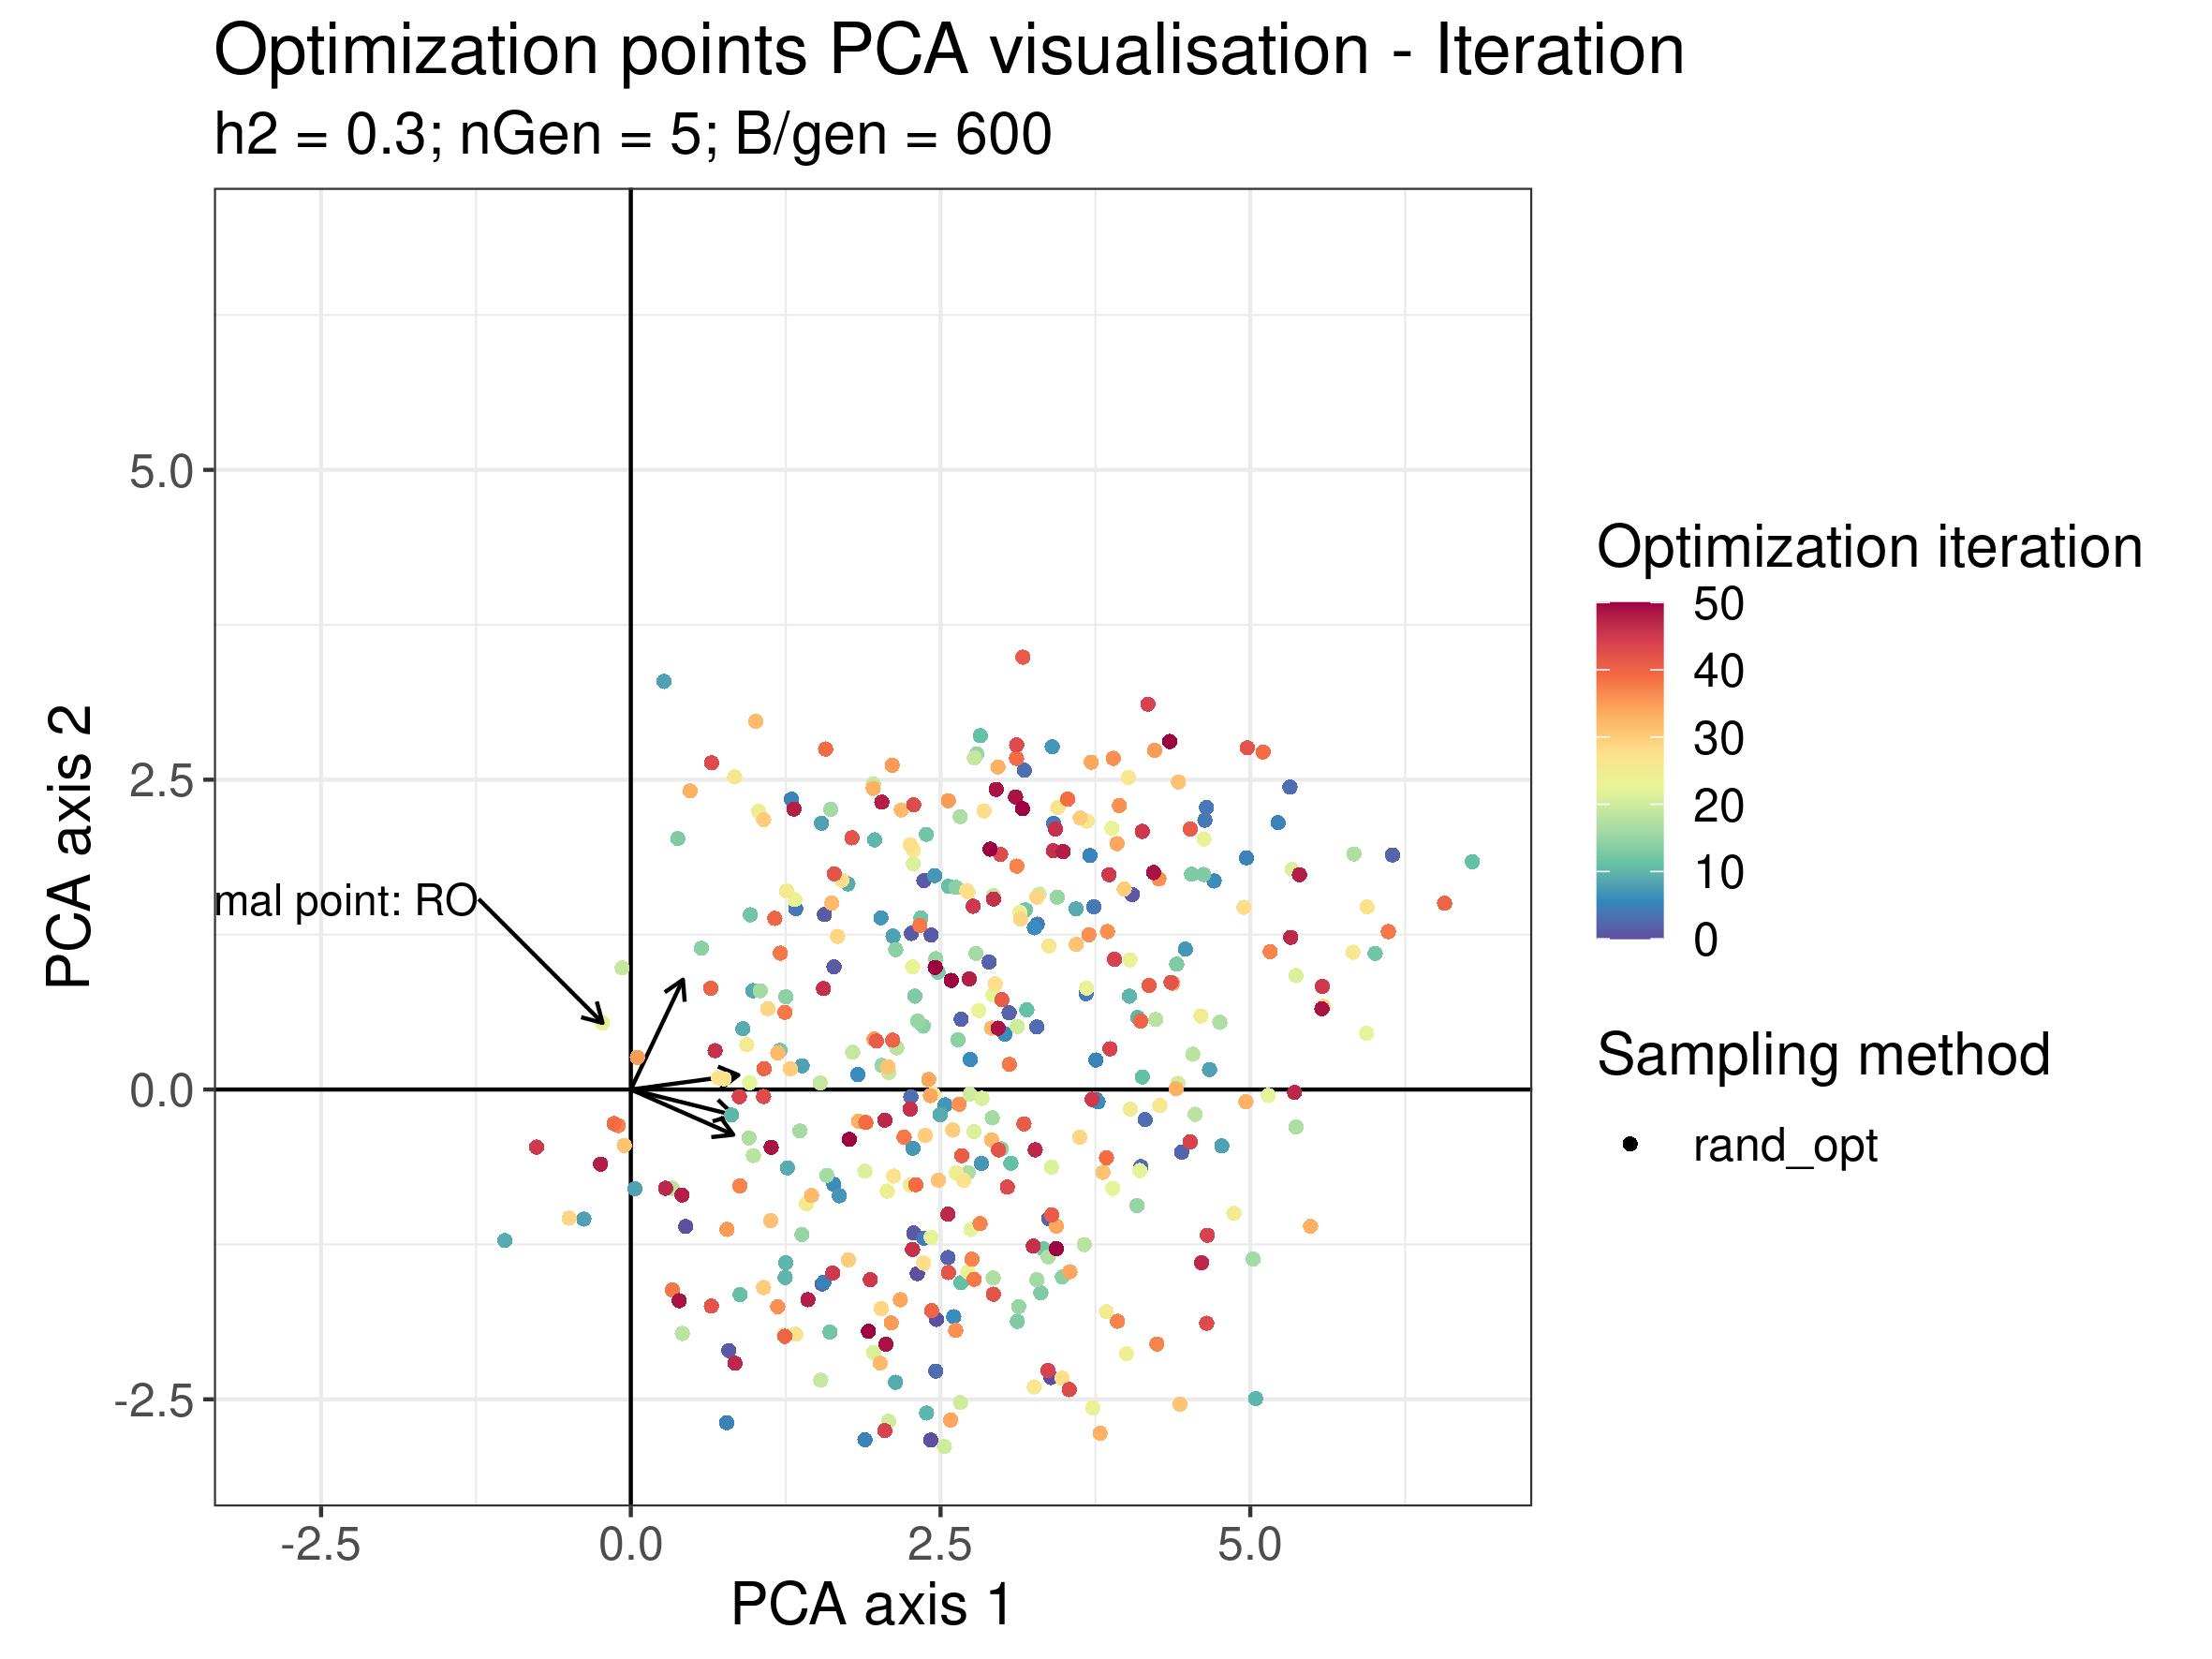 Optimization points PCA visualisation - Iteration
h2 = 0.3; nGen = 5; B/gen = 600
PCA axis 2
5.0
2.5
0.0
-2.5
mal point: RO
-2.5
0.0
2.5
5.0
PCA axis 1
Optimization iteration
50
40
30
20
10
0
Sampling method
rand_opt